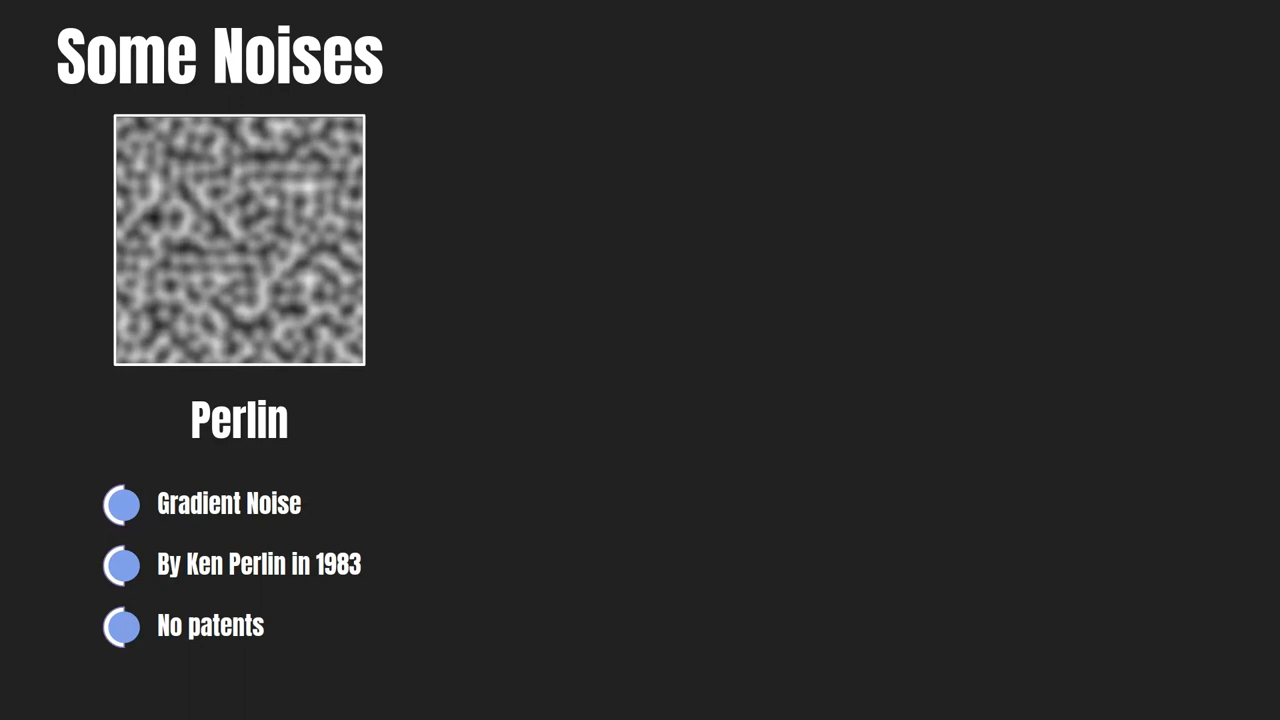 Some Noises
Perlin
Gradient Noise
By Ken Perlin in 1983
No patents